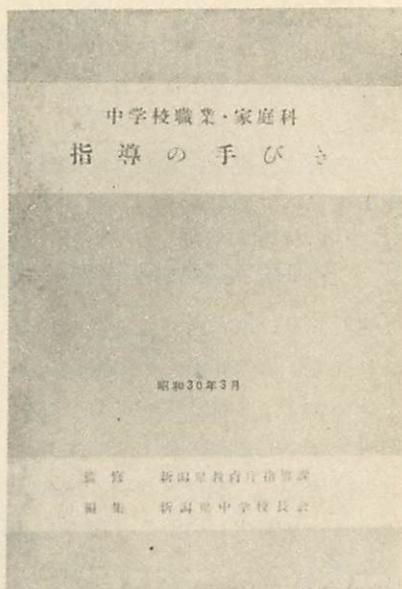 中学校職業・家庭科
指導の手びき
昭和30年3月
監修 新潟県教育庁指導課
編集 新潟県中学校長会